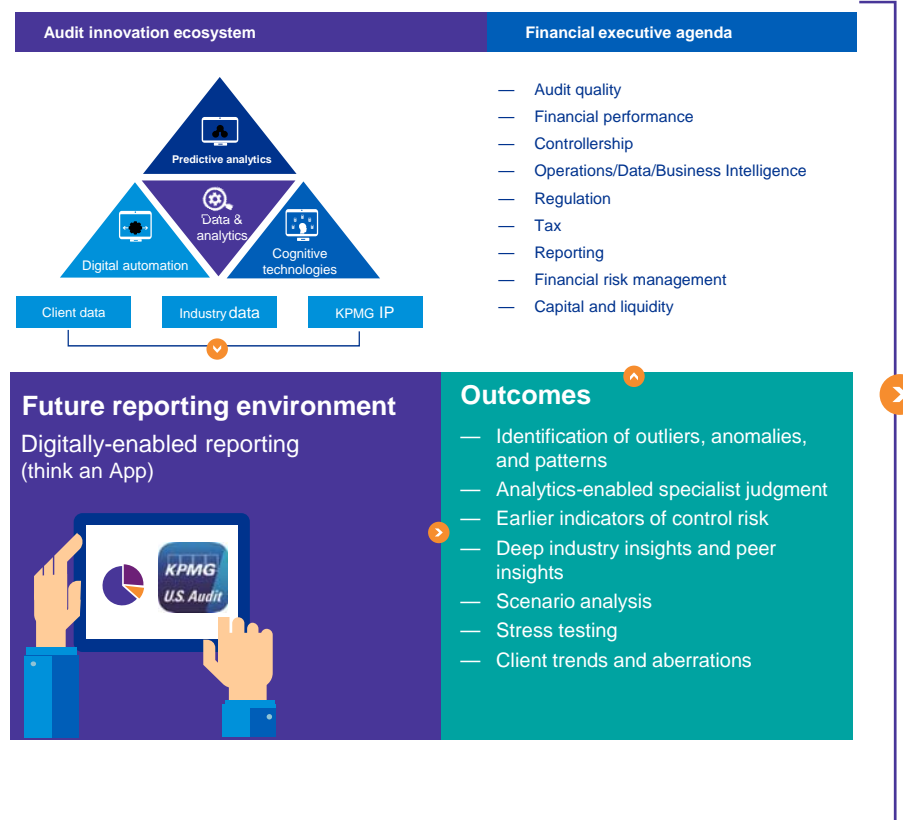 Audit innovation ecosystem
Financial executive agenda
Predictive analytics
Data &
analytics
Digital automation
Cognitive
technologies
Client data
Industry data
KPMG IP
— Audit quality
— Financial performance
— Controllership
— Operations/Data/Business Intelligence
— Regulation
— Tax
— Reporting
— Financial risk management
— Capital and liquidity
Future reporting environment
Digitally-enabled reporting
(think an App)
KPMG
U.S. Audit
Outcomes
— Identification of outliers, anomalies,
and patterns
— Analytics-enabled specialist judgment
— Earlier indicators of control risk
— Deep industry insights and peer
insights
— Scenario analysis
— Stress testing
— Client trends and aberrations